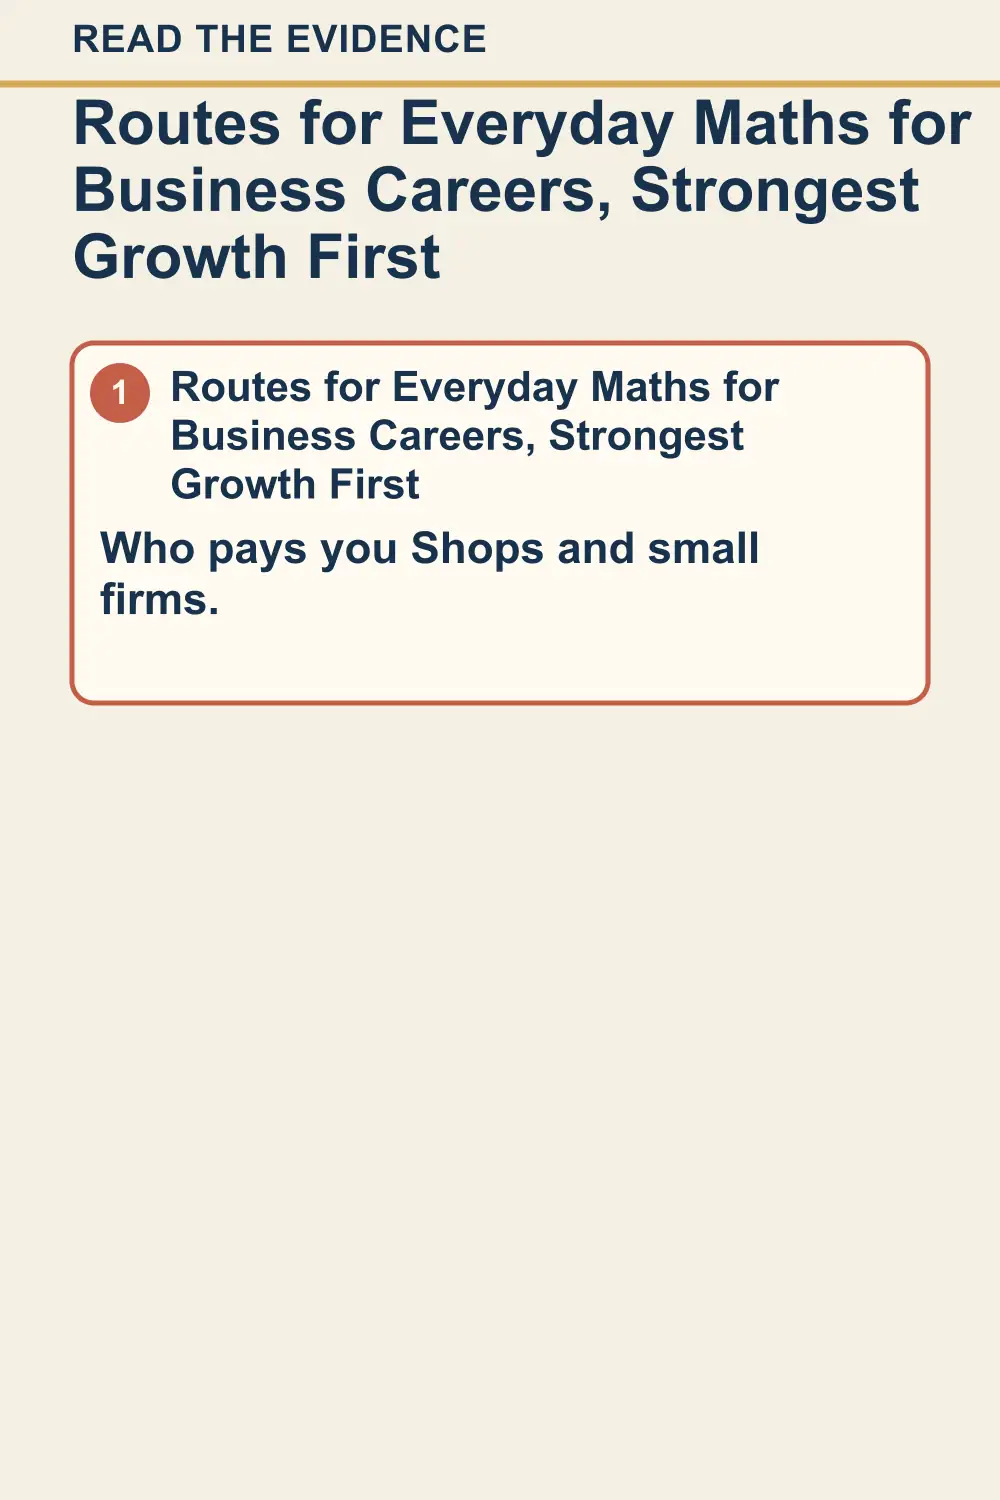 READ THE EVIDENCE
Routes for Everyday Maths for
Business Careers, Strongest
Growth First
1
Routes for Everyday Maths for
Business Careers, Strongest
Growth First
Who pays you Shops and small
firms.